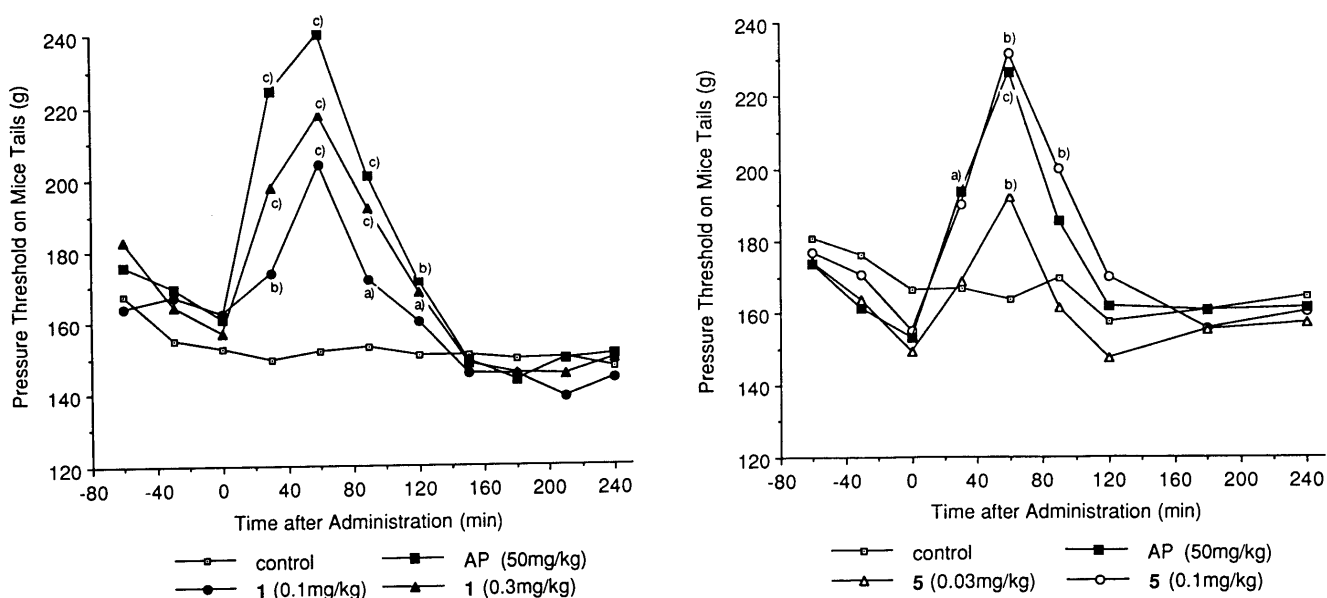 Pressure Threshold on Mice Tails (g)
240
220
200
180
160
140
120
c)
c)
c)
c)
c)
c)
c)
b)
a)
b)
a)
-80 -40 0 40 80 120 160 200 240
Time after Administration (min)
control AP (50mg/kg)
1 (0.1mg/kg) 1 (0.3mg/kg)
Pressure Threshold on Mice Tails (g)
240
220
200
180
160
140
120
b)
c)
b)
a)
b)
-80 -40 0 40 80 120 160 200 240
Time after Administration (min)
control AP (50mg/kg)
5 (0.03mg/kg) 5 (0.1mg/kg)